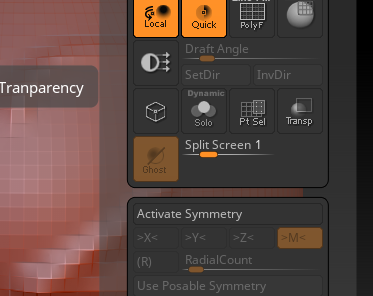 Local Quick PolyF
Draft Angle
SetDir InvDir
Tranparency
Dynamic
Solo Pt Sel Transp
Ghost
Split Screen 1
Activate Symmetry
>X< >Y< >Z< >M<
(R) RadialCount
Use Posable Symmetry